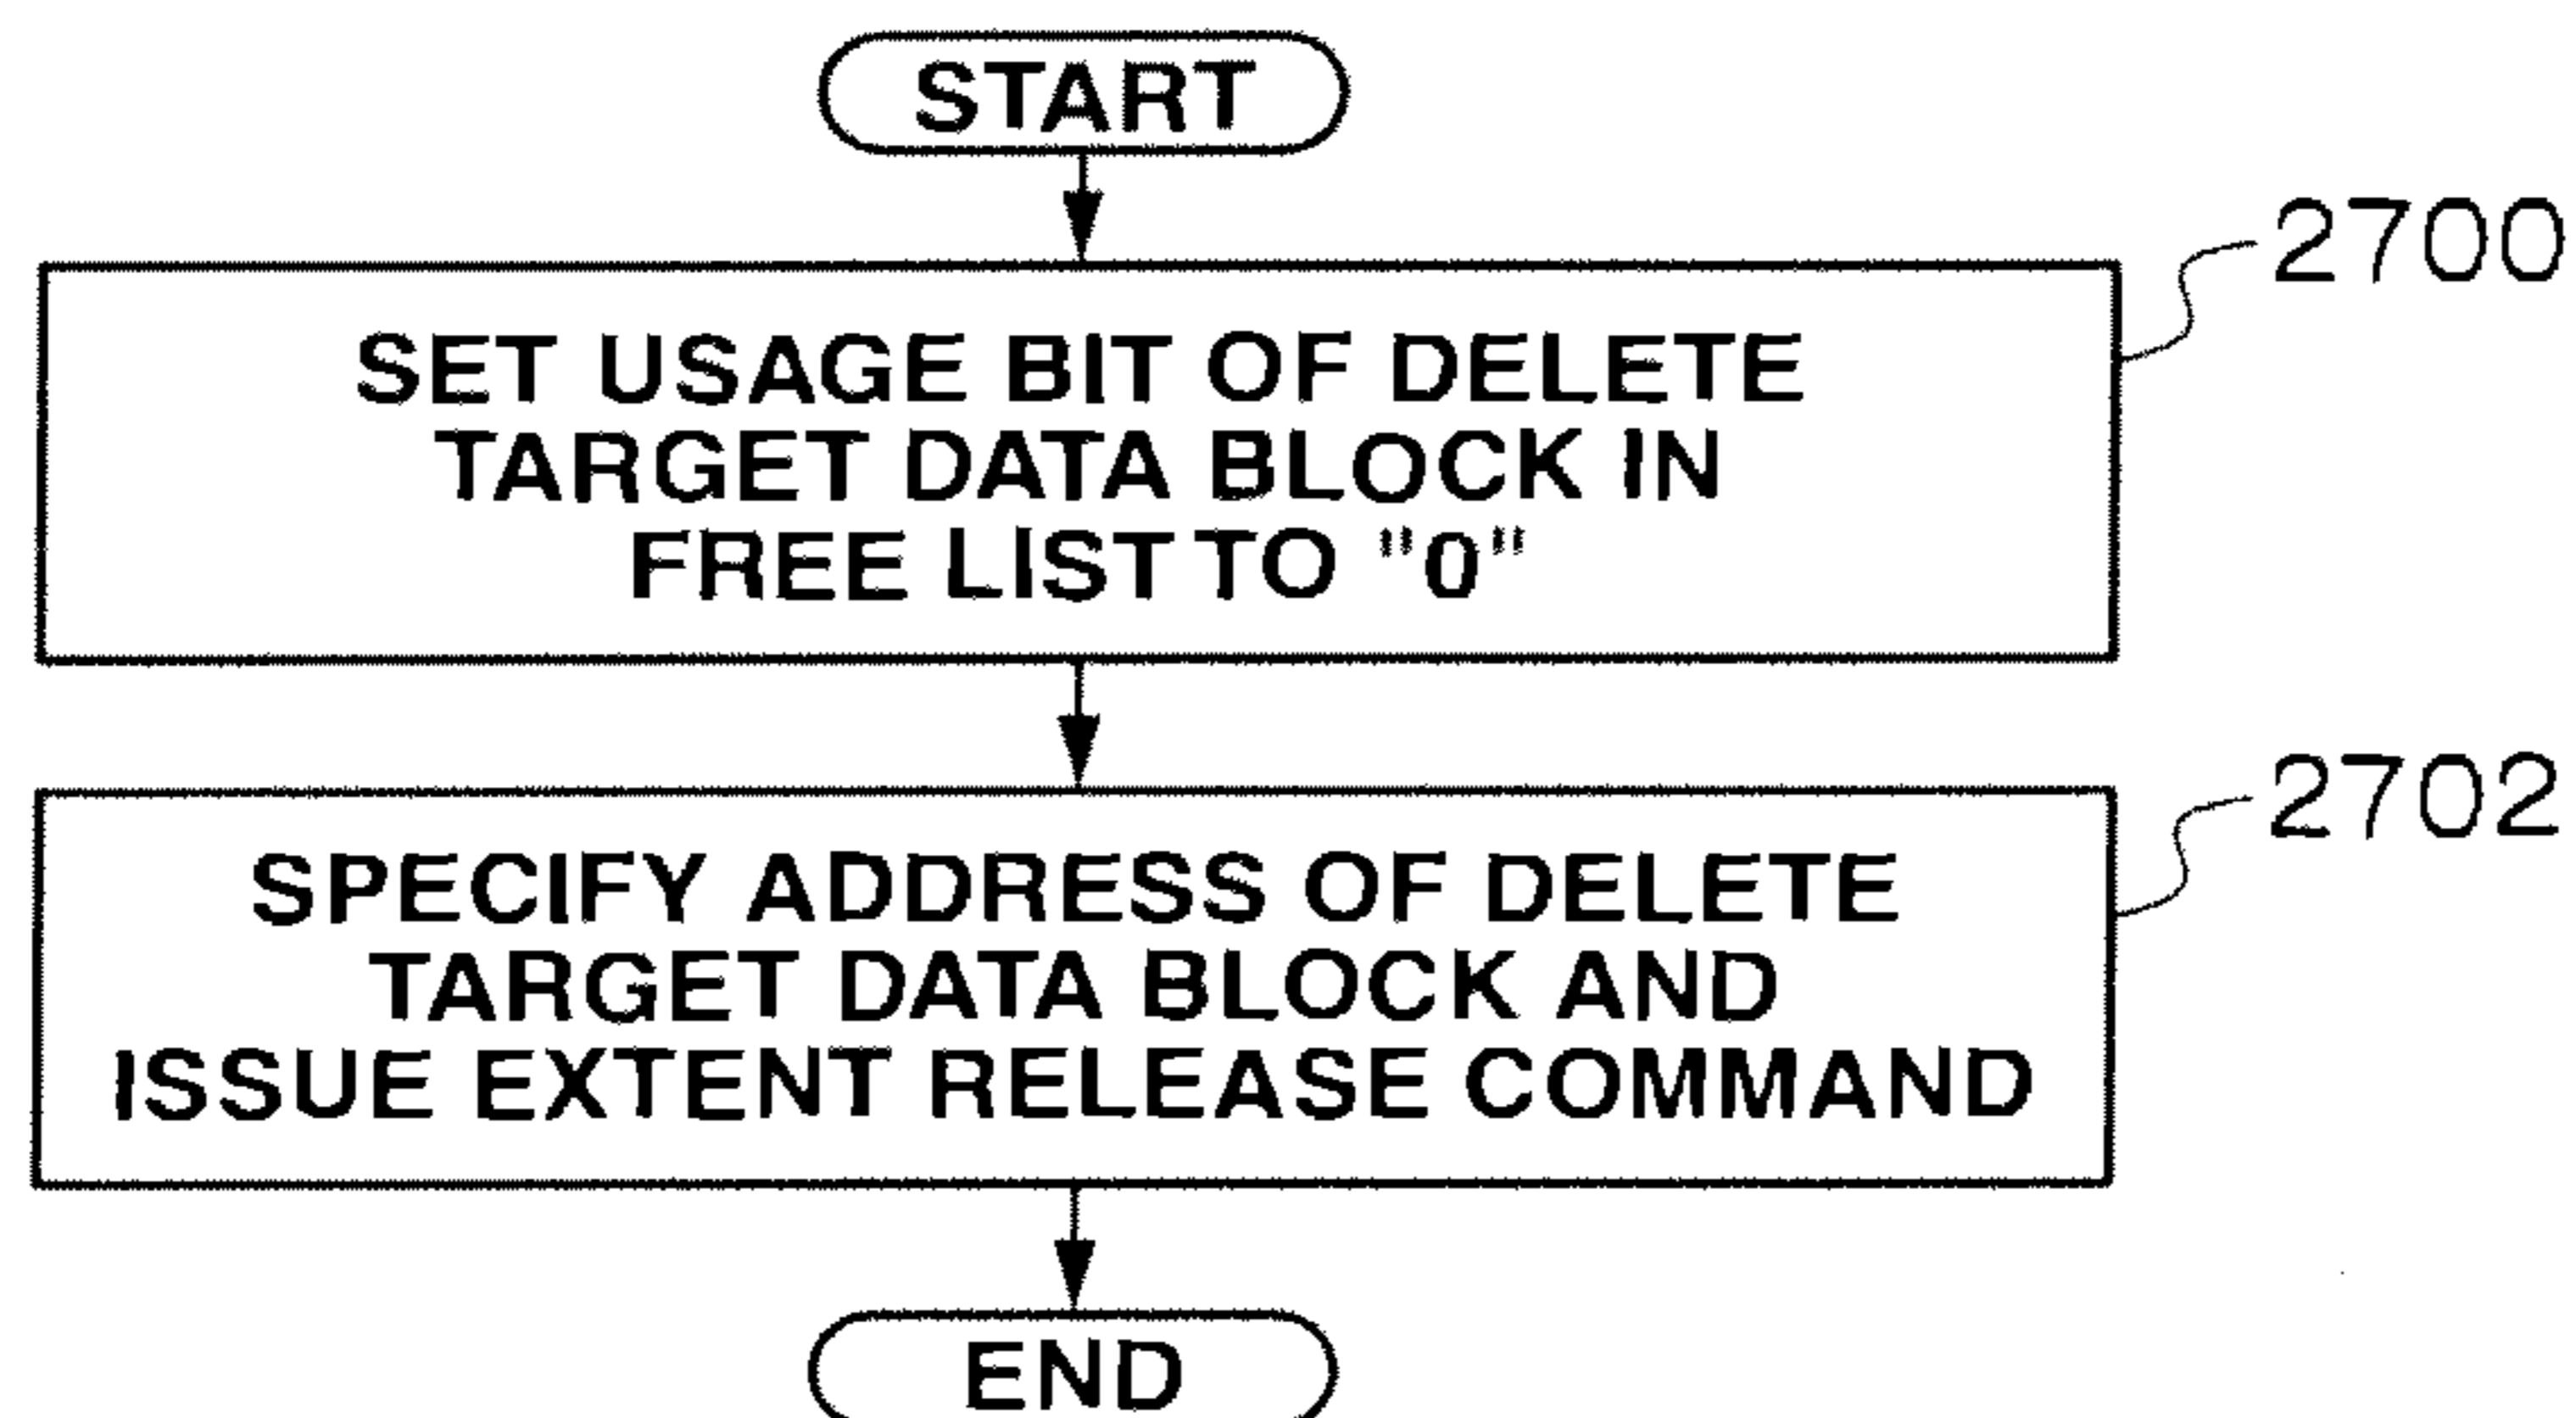 START
2700
SET USAGE BIT OF DELETE
TARGET DATA BLOCK IN
FREE LIST TO "0"
2702
SPECIFY ADDRESS OF DELETE
TARGET DATA BLOCK AND
ISSUE EXTENT RELEASE COMMAND
END